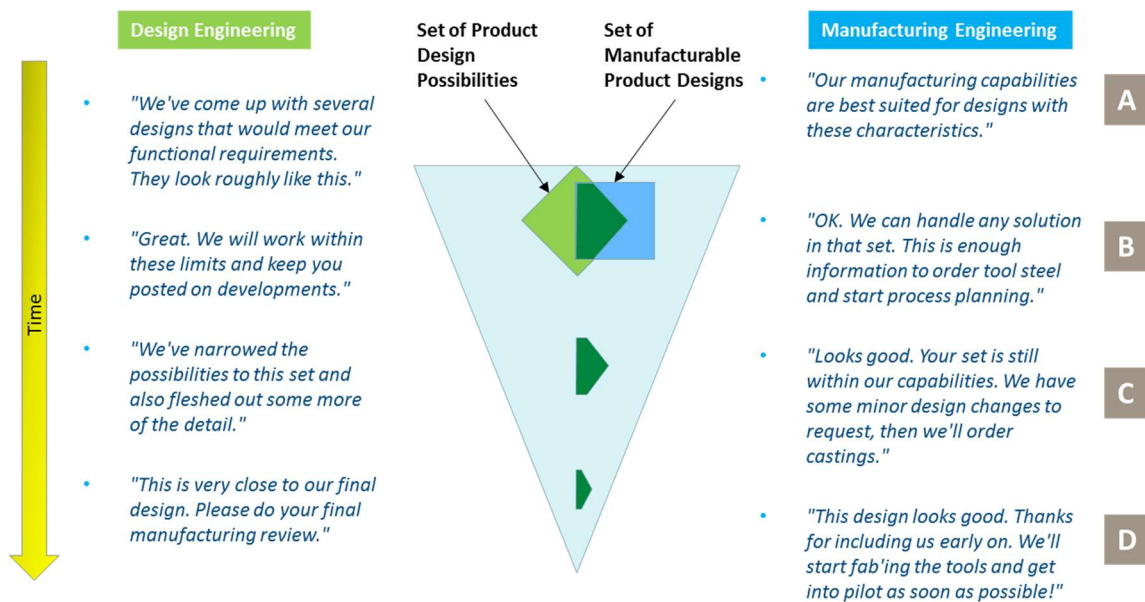 Design Engineering
Set of Product
Design
Possibilities
Set of
Manufacturable
Product Designs
Manufacturing Engineering
Time
• "We've come up with several
designs that would meet our
functional requirements.
They look roughly like this."
• "Great. We will work within
these limits and keep you
posted on developments."
• "We've narrowed the
possibilities to this set and
also fleshed out some more
of the detail."
• "This is very close to our final
design. Please do your final
manufacturing review."
• "Our manufacturing capabilities
are best suited for designs with
these characteristics."
A
• "OK. We can handle any solution
in that set. This is enough
information to order tool steel
and start process planning."
B
• "Looks good. Your set is still
within our capabilities. We have
some minor design changes to
request, then we'll order
castings."
C
• "This design looks good. Thanks
for including us early on. We'll
start fab'ing the tools and get
into pilot as soon as possible!"
D